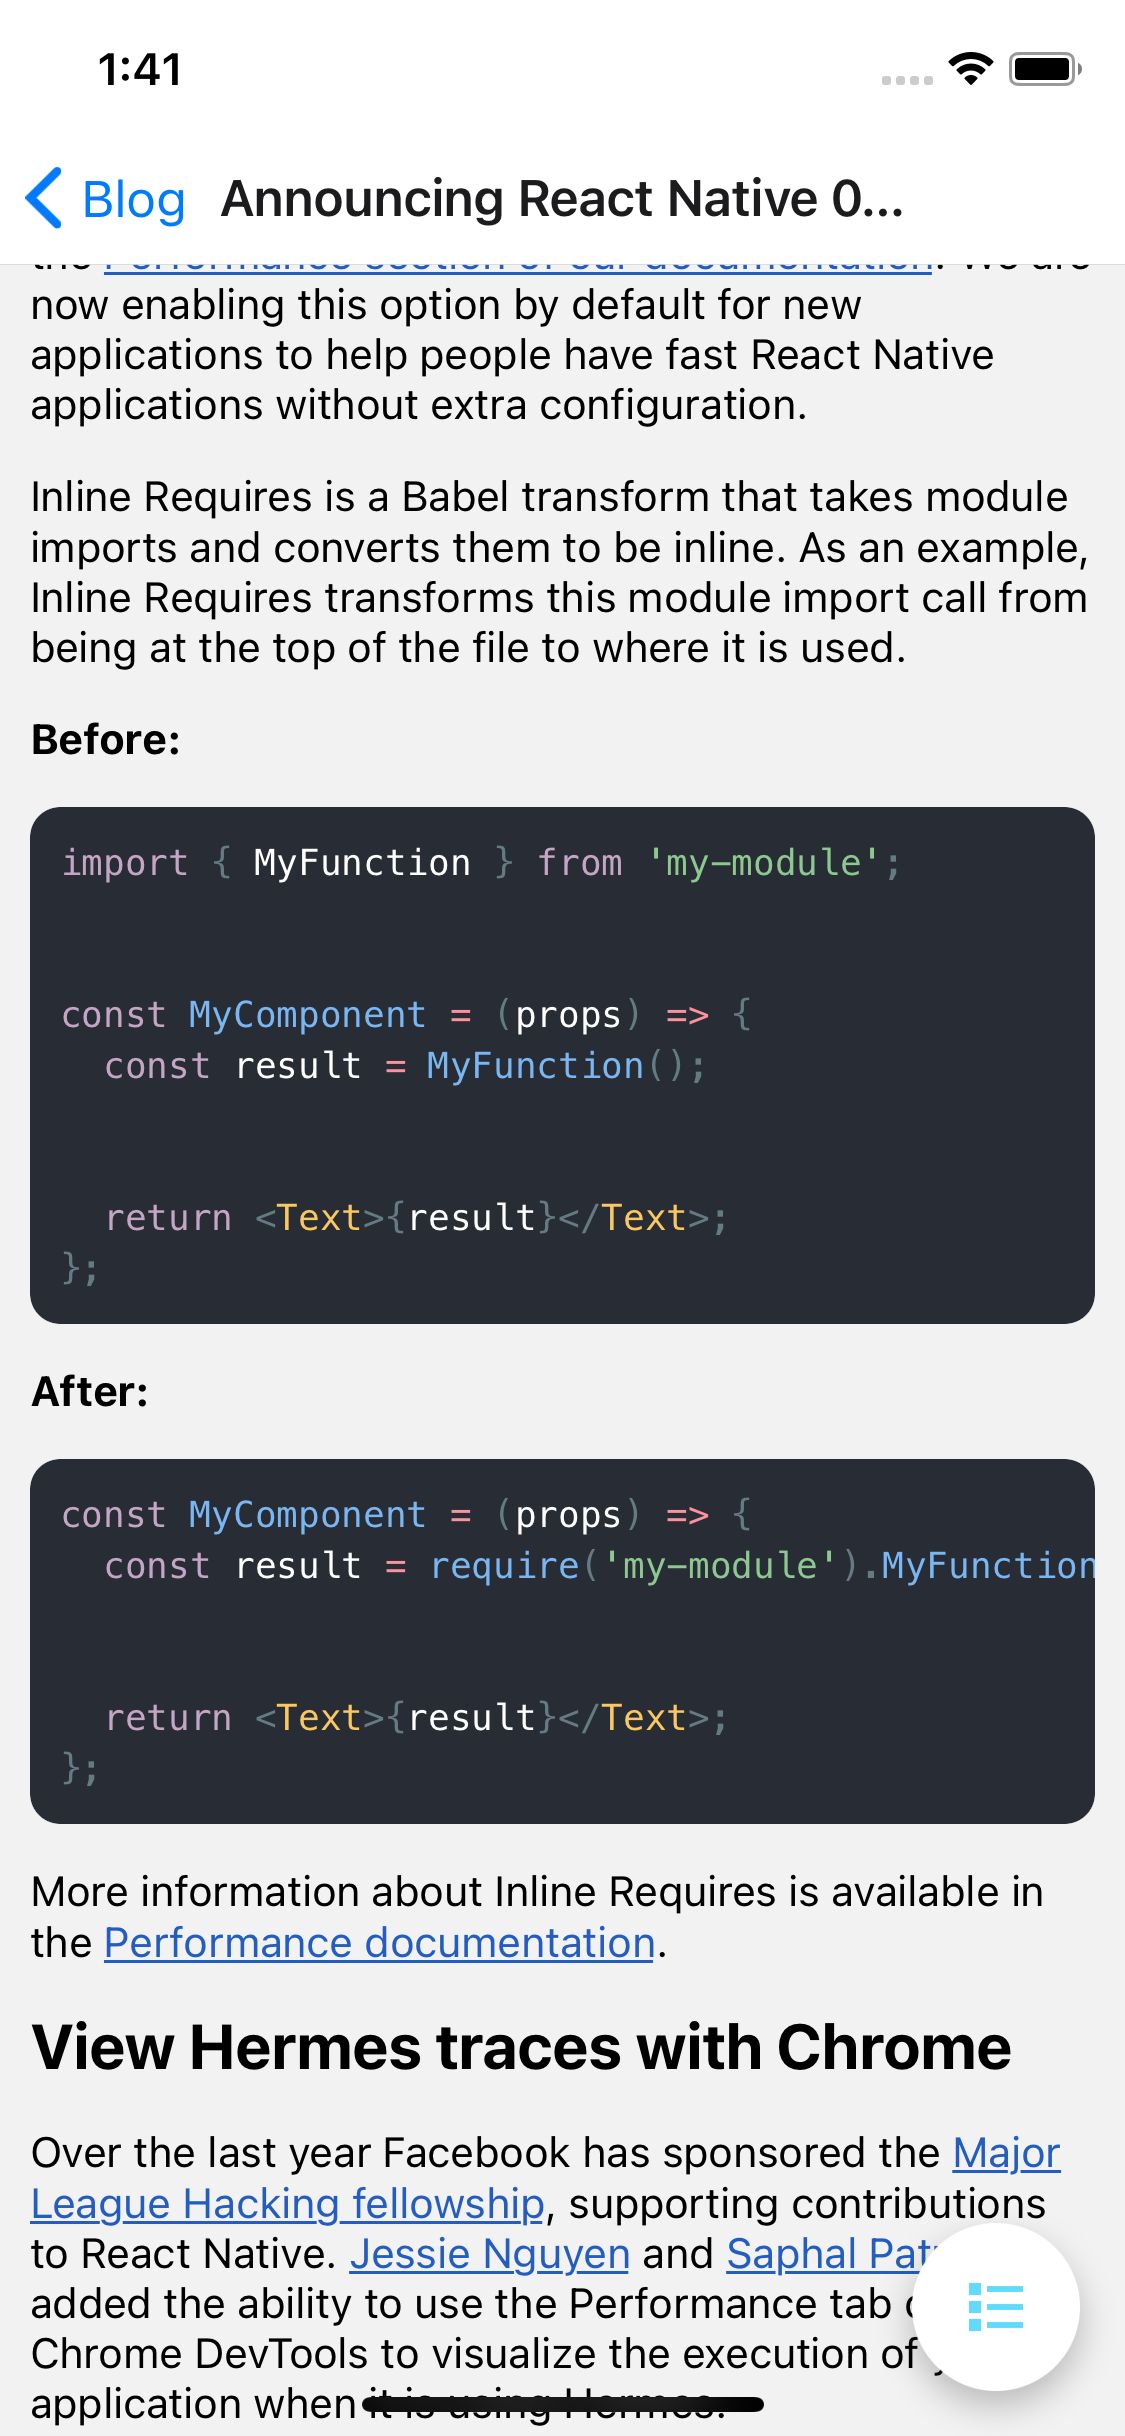 1:41
Blog Announcing React Native 0...
the Performance section of our documentation. We are
now enabling this option by default for new
applications to help people have fast React Native
applications without extra configuration.
Inline Requires is a Babel transform that takes module
imports and converts them to be inline. As an example,
Inline Requires transforms this module import call from
being at the top of the file to where it is used.
Before:
import { MyFunction } from 'my-module';
const MyComponent = (props) => {
const result = MyFunction();
return <Text>{result}</Text>;
};
After:
const MyComponent = (props) => {
const result = require('my-module').MyFunction
return <Text>{result}</Text>;
};
More information about Inline Requires is available in
the Performance documentation.
View Hermes traces with Chrome
Over the last year Facebook has sponsored the Major
League Hacking fellowship, supporting contributions
to React Native. Jessie Nguyen and Saphal
added the ability to use the Performance tab
Chrome DevTools to visualize the execution of
application when it is using Hermes.